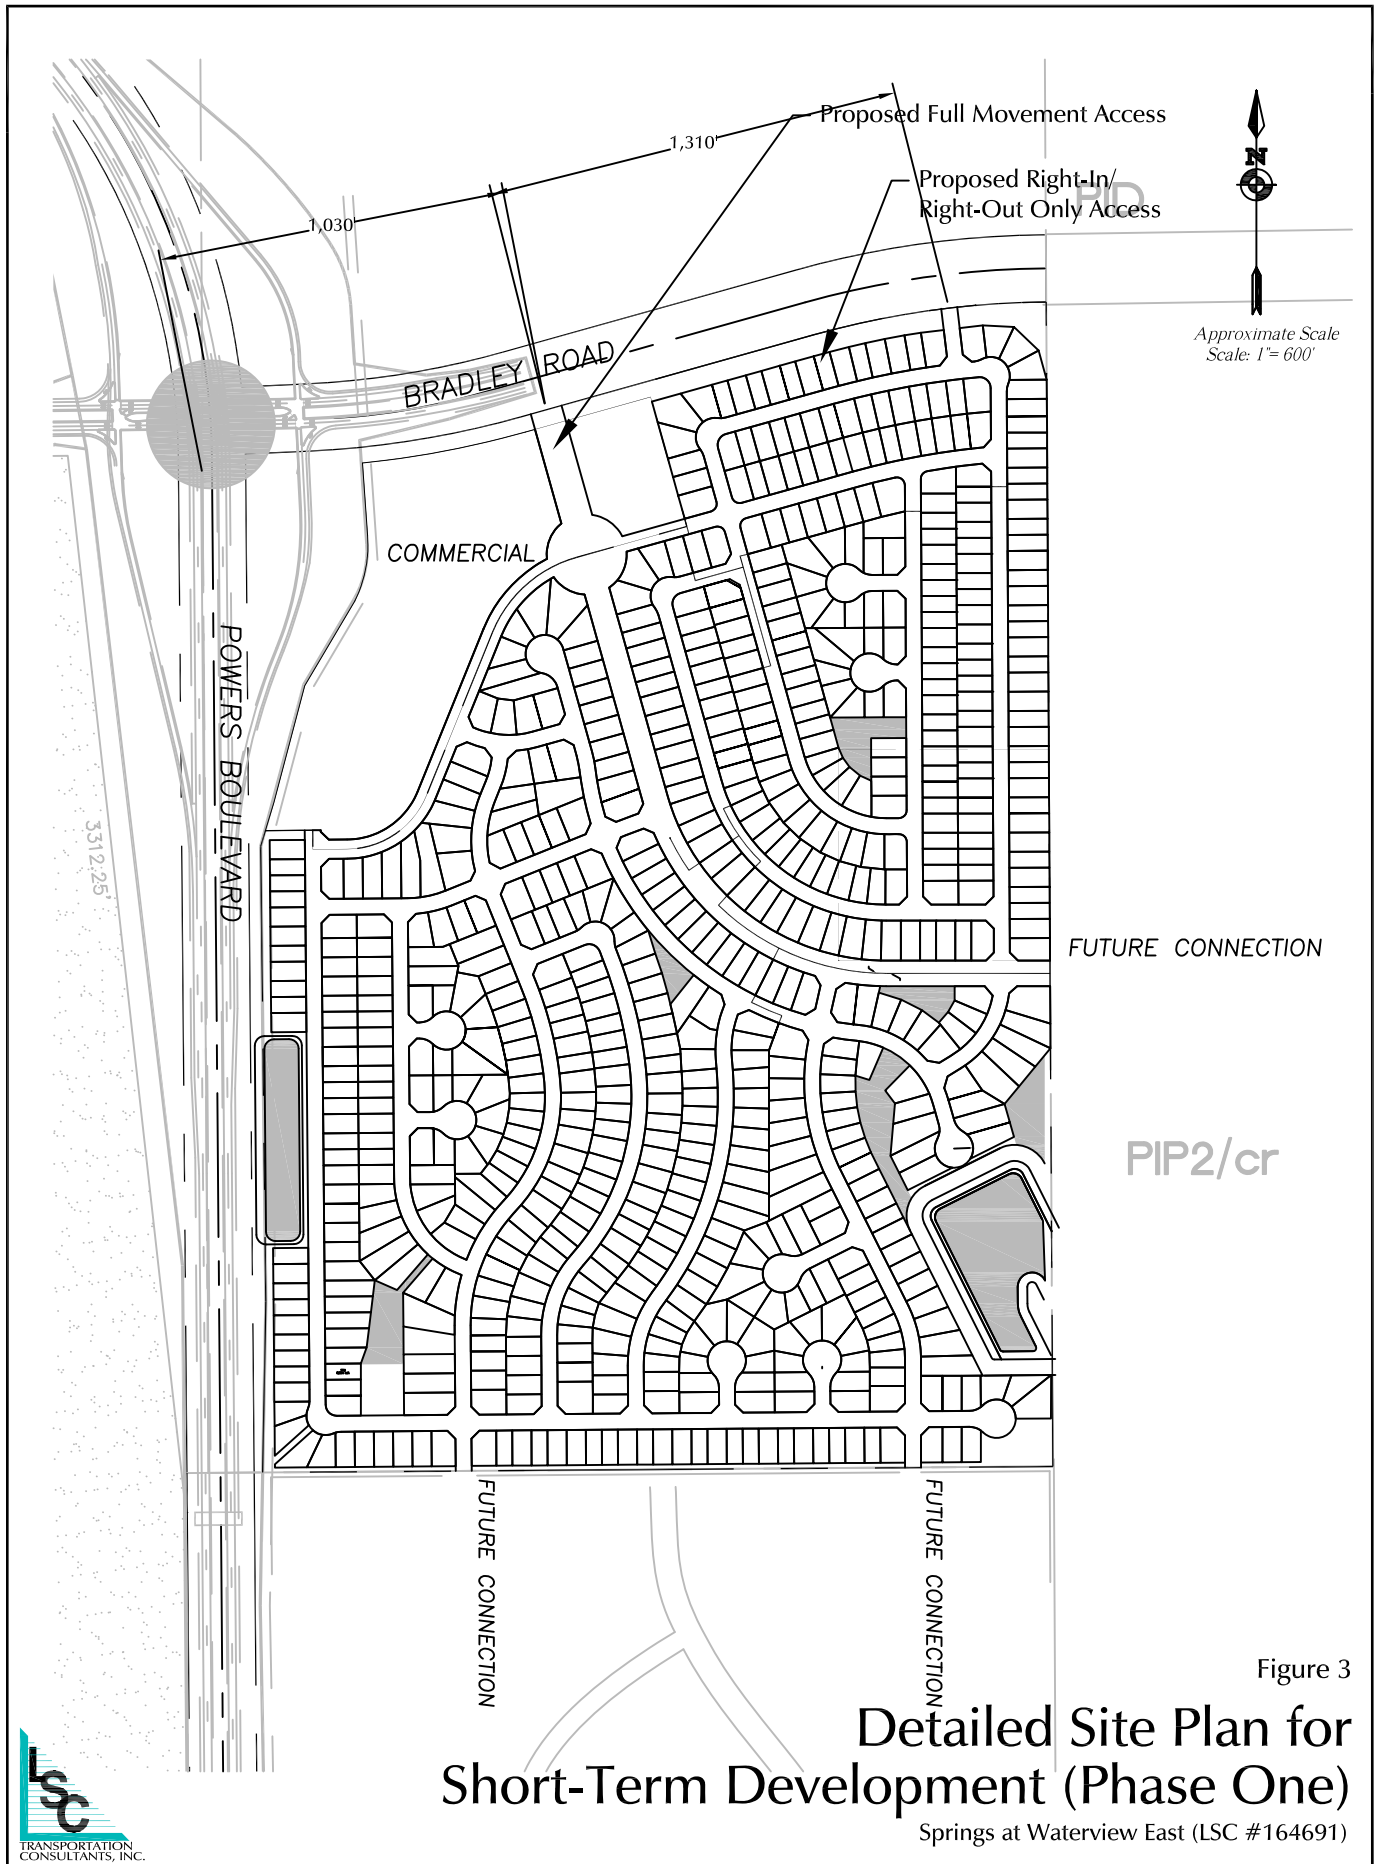 Proposed Full Movement Access
1,310'
Proposed Right-In/
Right-Out Only Access
PID
N
1,030'
Approximate Scale
Scale: 1"= 600'
BRADLEY ROAD
COMMERCIAL
POWERS BOULEVARD
3312.25'
FUTURE CONNECTION
PIP2/cr
FUTURE CONNECTION
FUTURE CONNECTION
Figure 3
Detailed Site Plan for
Short-Term Development (Phase One)
Springs at Waterview East (LSC #164691)
LSC
TRANSPORTATION
CONSULTANTS, INC.